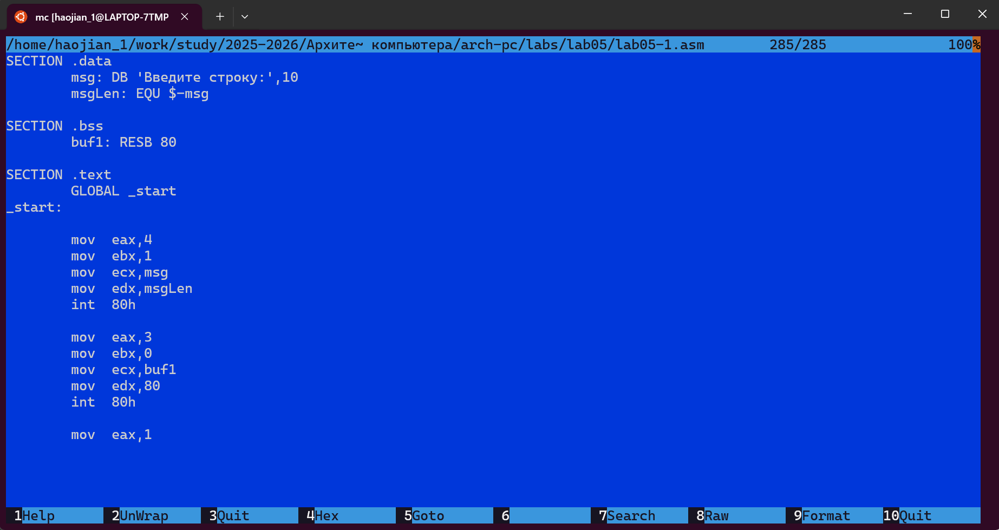 mc [haojian_1@LAPTOP-7TMP
/home/haojian_1/work/study/2025-2026/Архите~ компьютера/arch-pc/labs/lab05/lab05-1.asm 285/285 100%
SECTION .data
msg: DB 'Введите строку:',10
msgLen: EQU $-msg
SECTION .bss
buf1: RESB 80
SECTION .text
GLOBAL _start
_start:
mov eax,4
mov ebx,1
mov ecx,msg
mov edx,msgLen
int 80h
mov eax,3
mov ebx,0
mov ecx,buf1
mov edx,80
int 80h
mov eax,1
1Help 2UnWrap 3Quit 4Hex 5Goto 6 7Search 8Raw 9Format 10Quit